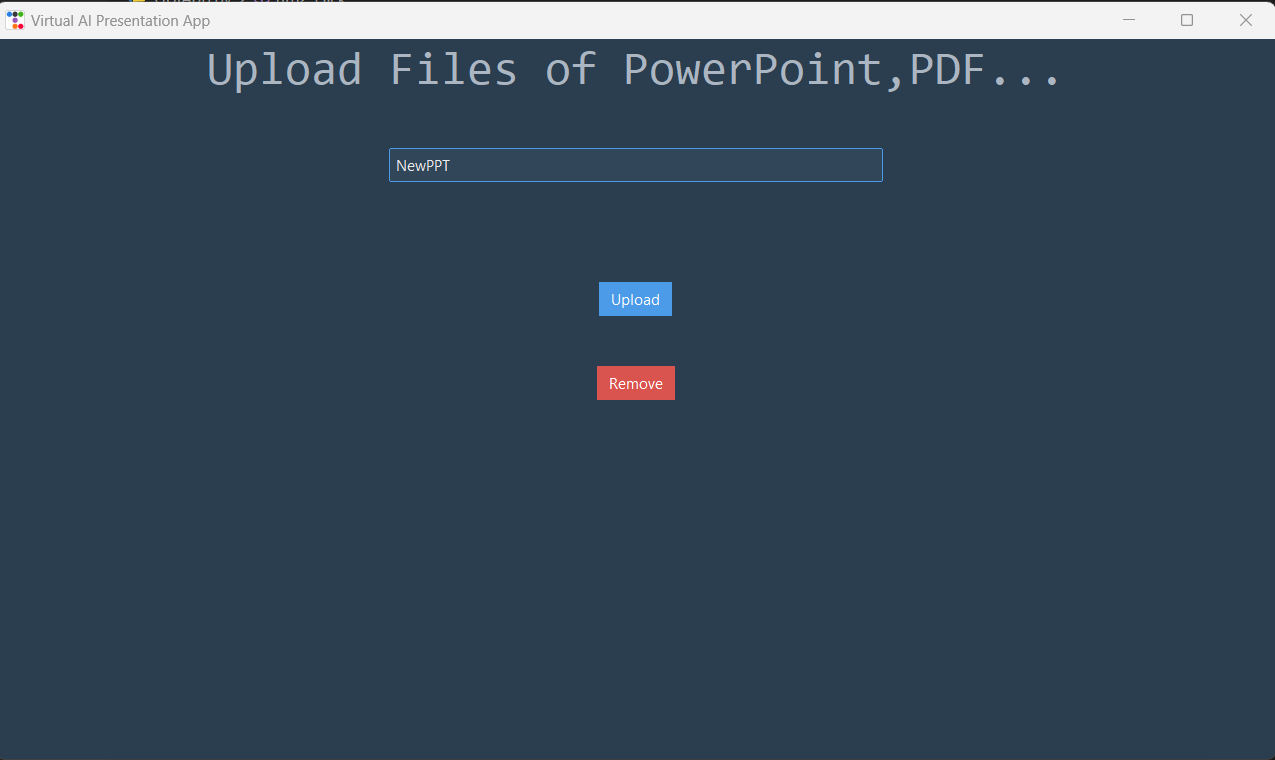 Virtual AI Presentation App
Upload Files of PowerPoint,PDF...
NewPPT
Upload
Remove